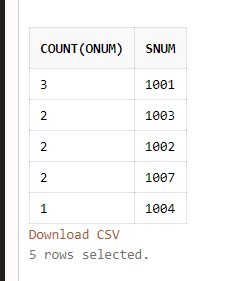 COUNT(ONUM) SNUM
3 1001
2 1003
2 1002
2 1007
1 1004
Download CSV
5 rows selected.